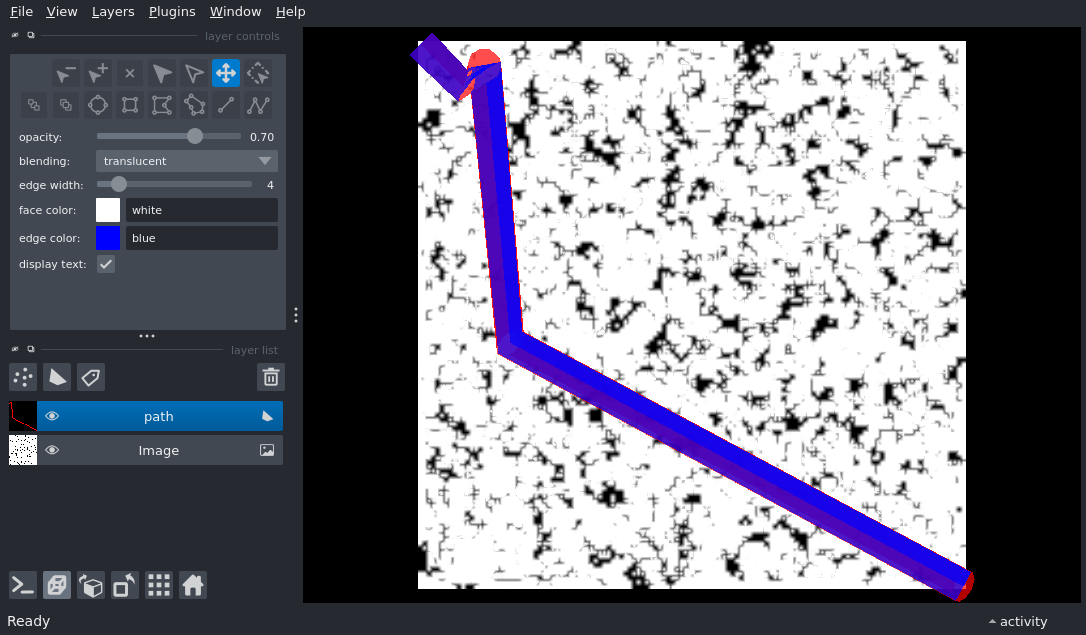 File View Layers Plugins Window Help
layer controls
opacity: 0.70
blending: translucent
edge width: 4
face color: white
edge color: blue
display text:
layer list
path
Image
Ready
activity